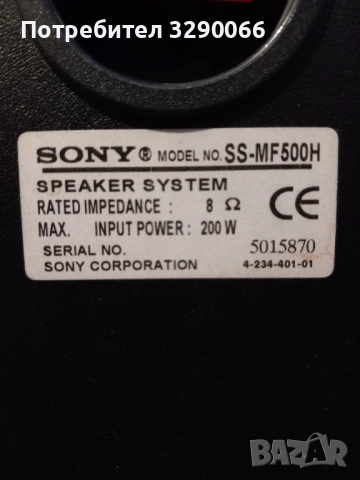 Потребител 3290066
SONY® MODEL NO. SS-MF500H
SPEAKER SYSTEM
RATED IMPEDANCE : 8 Ω
MAX. INPUT POWER : 200 W
CE
SERIAL NO. 5015870
SONY CORPORATION 4-234-401-01
BAZAR